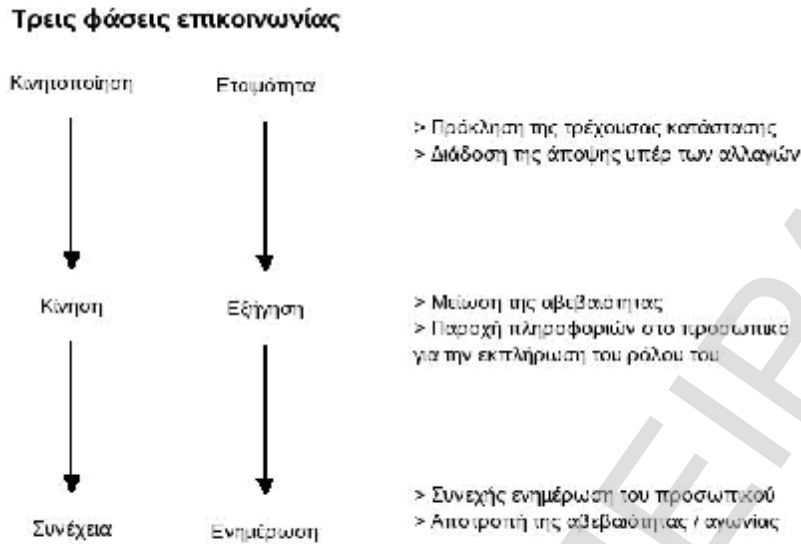 Τρεις φάσεις επικοινωνίας
Κινητοποίηση Ετοιμότητα
> Πρόκληση της τρέχουσας κατάστασης
> Διάδοση της άποψης υπέρ των αλλαγών
Κίνηση Εξήγηση
> Μείωση της αβεβαιότητας
> Παροχή πληροφοριών στο προσωπικό
για την εκπλήρωση του ρόλου του
> Συνεχής ενημέρωση του προσωπικού
Συνέχεια Ενημέρωση
> Αποτροπή της αβεβαιότητας / αγωνίας